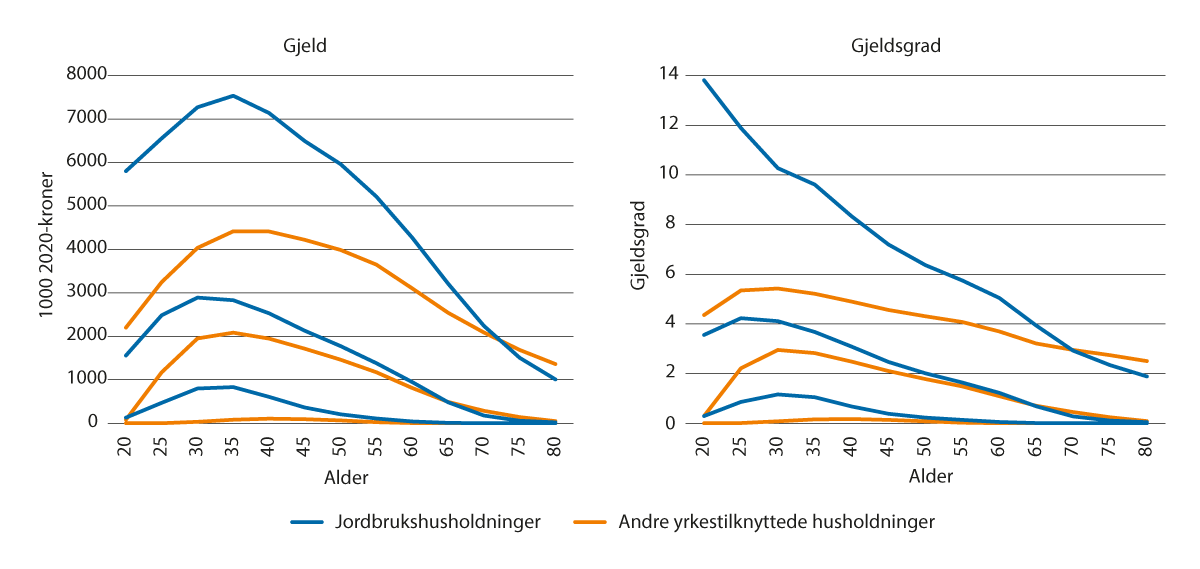 Gjeld
8000
7000
6000
5000
4000
3000
2000
1000
0
1000 2020-kroner
20 25 30 35 40 45 50 55 60 65 70 75 80
Alder
Gjeldsgrad
14
12
10
8
6
4
2
0
Gjeldsgrad
20 25 30 35 40 45 50 55 60 65 70 75 80
Alder
Jordbrukshusholdninger
Andre yrkestilknyttede husholdninger